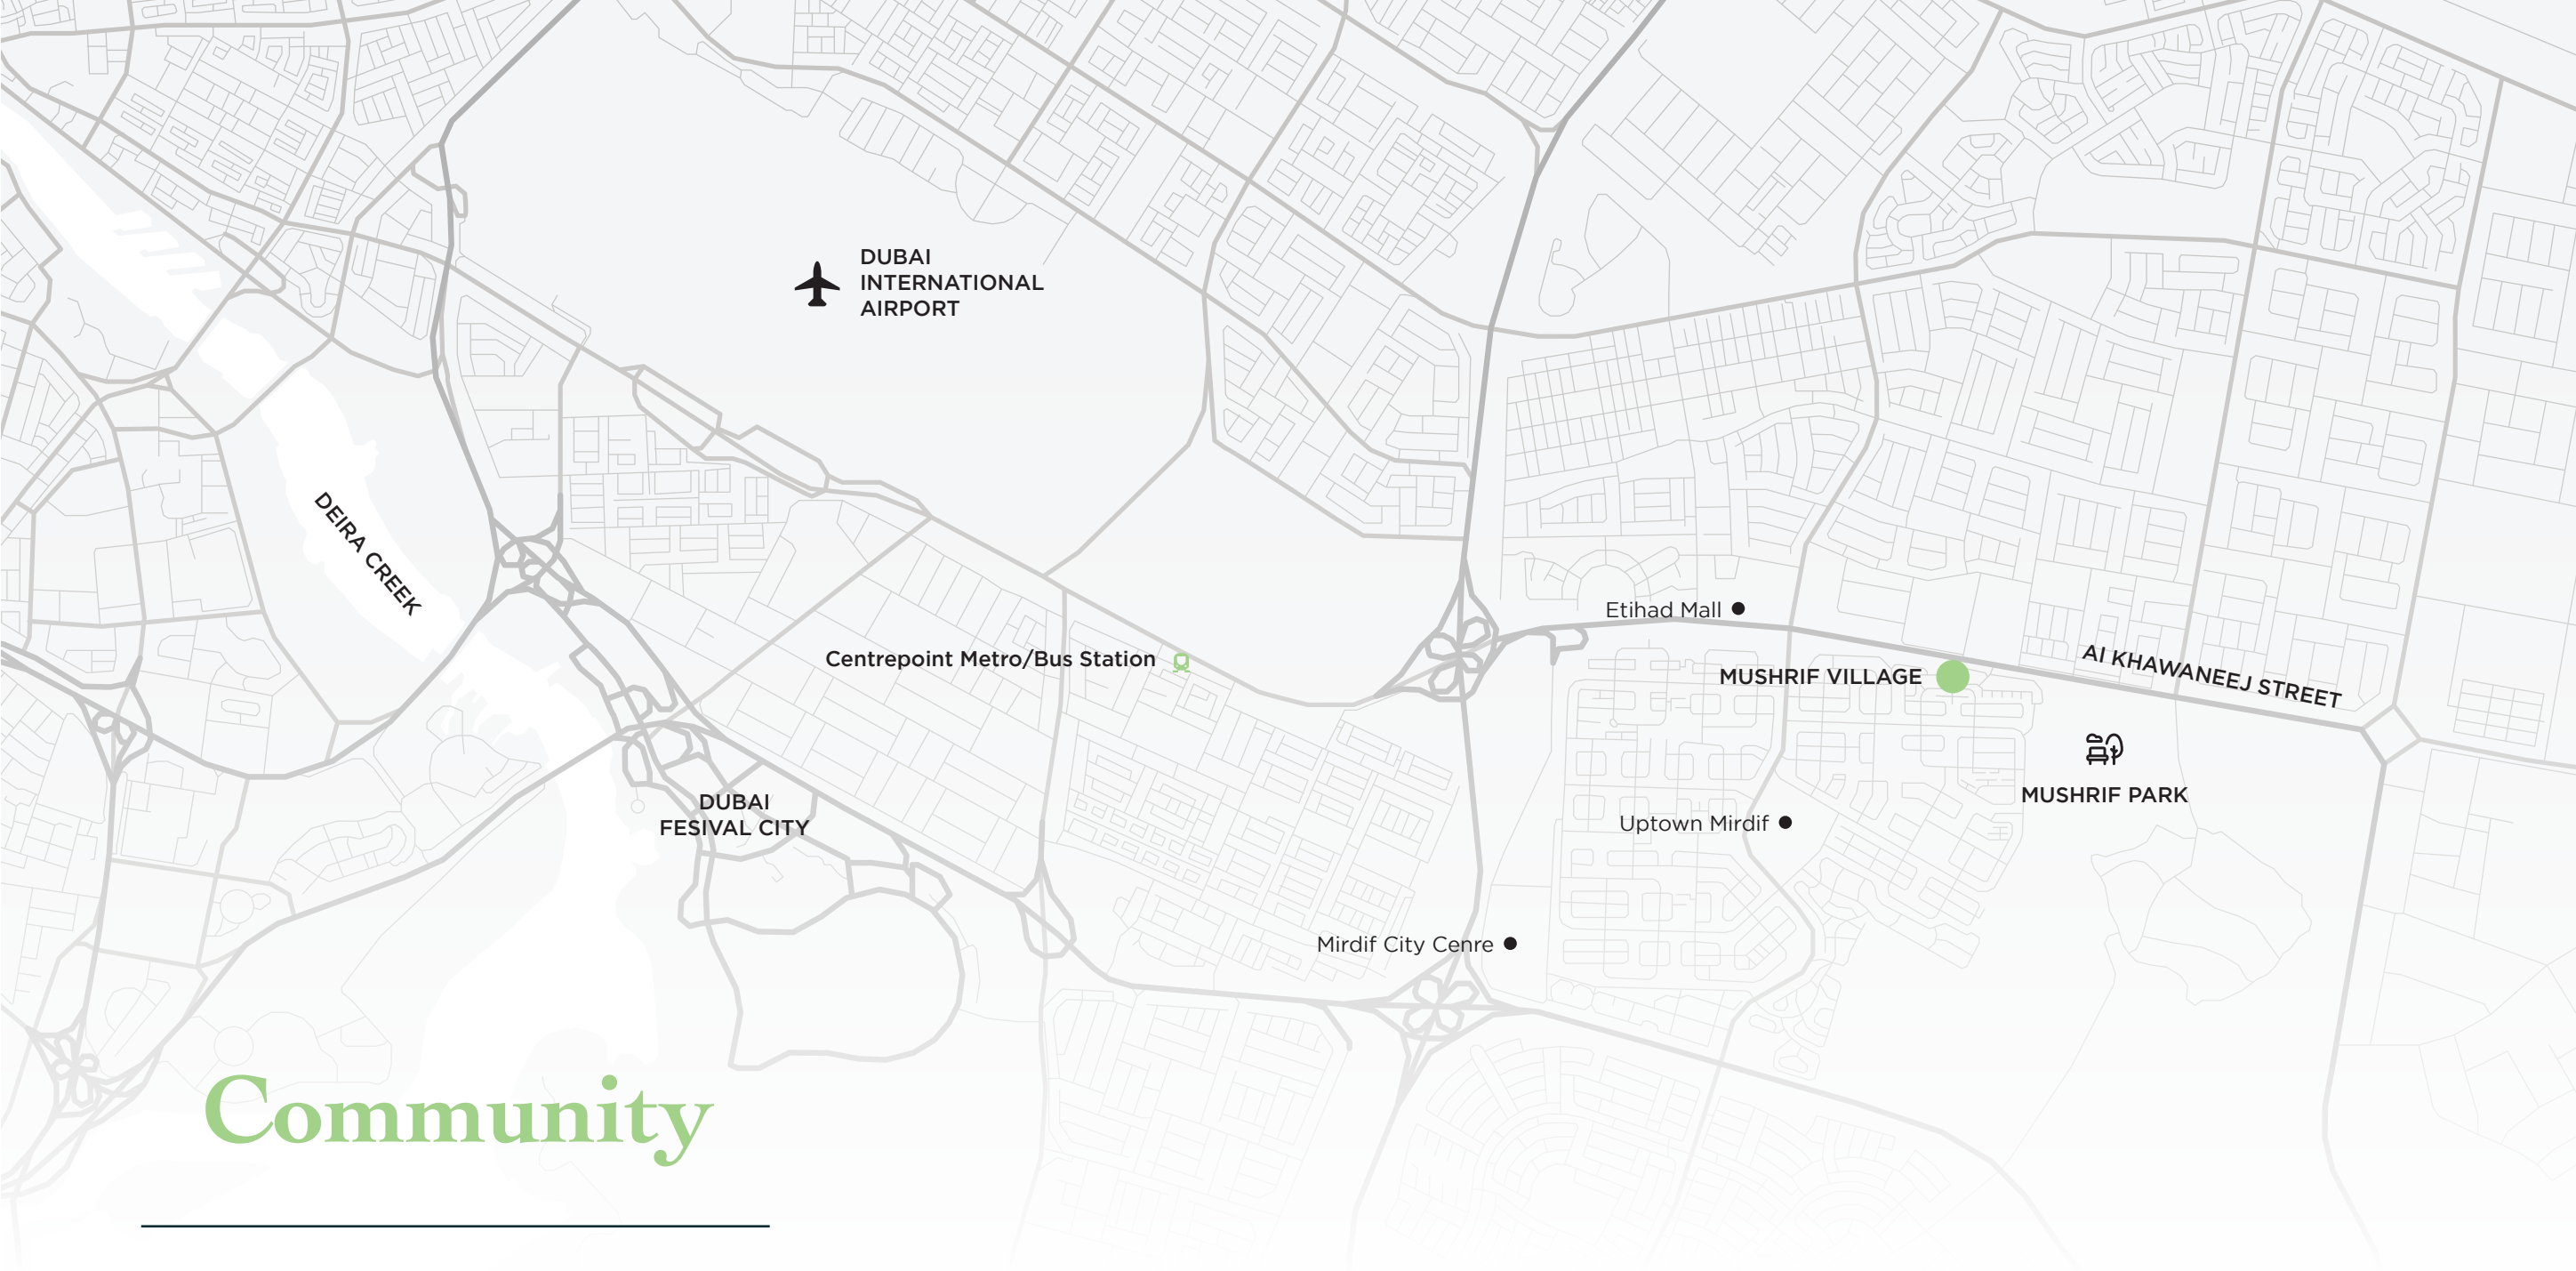 DUBAI
INTERNATIONAL
AIRPORT
DEIRA CREEK
Etihad Mall
Centrepoint Metro/Bus Station
MUSHRIF VILLAGE
AI KHAWANEEJ STREET
MUSHRIF PARK
DUBAI
FESIVAL CITY
Uptown Mirdif
Mirdif City Cenre
Community